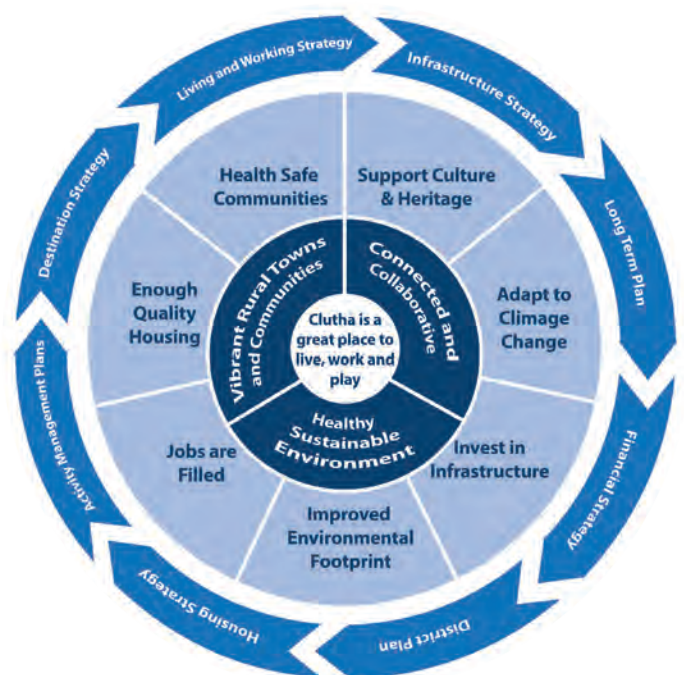 Living and Working Strategy
Infrastructure Strategy
Long Term Plan
Financial Strategy
District Plan
Housing Strategy
Activity Management Plans
Destination Strategy
Health Safe
Communities
Support Culture
& Heritage
Adapt to
Climage
Change
Invest in
Infrastructure
Improved
Environmental
Footprint
Jobs are
Filled
Enough
Quality
Housing
Vibrant Rural Towns
and Communities
Connected and
Collaborative
Healthy
Sustainable
Environment
Clutha is a
great place to
live, work and
play